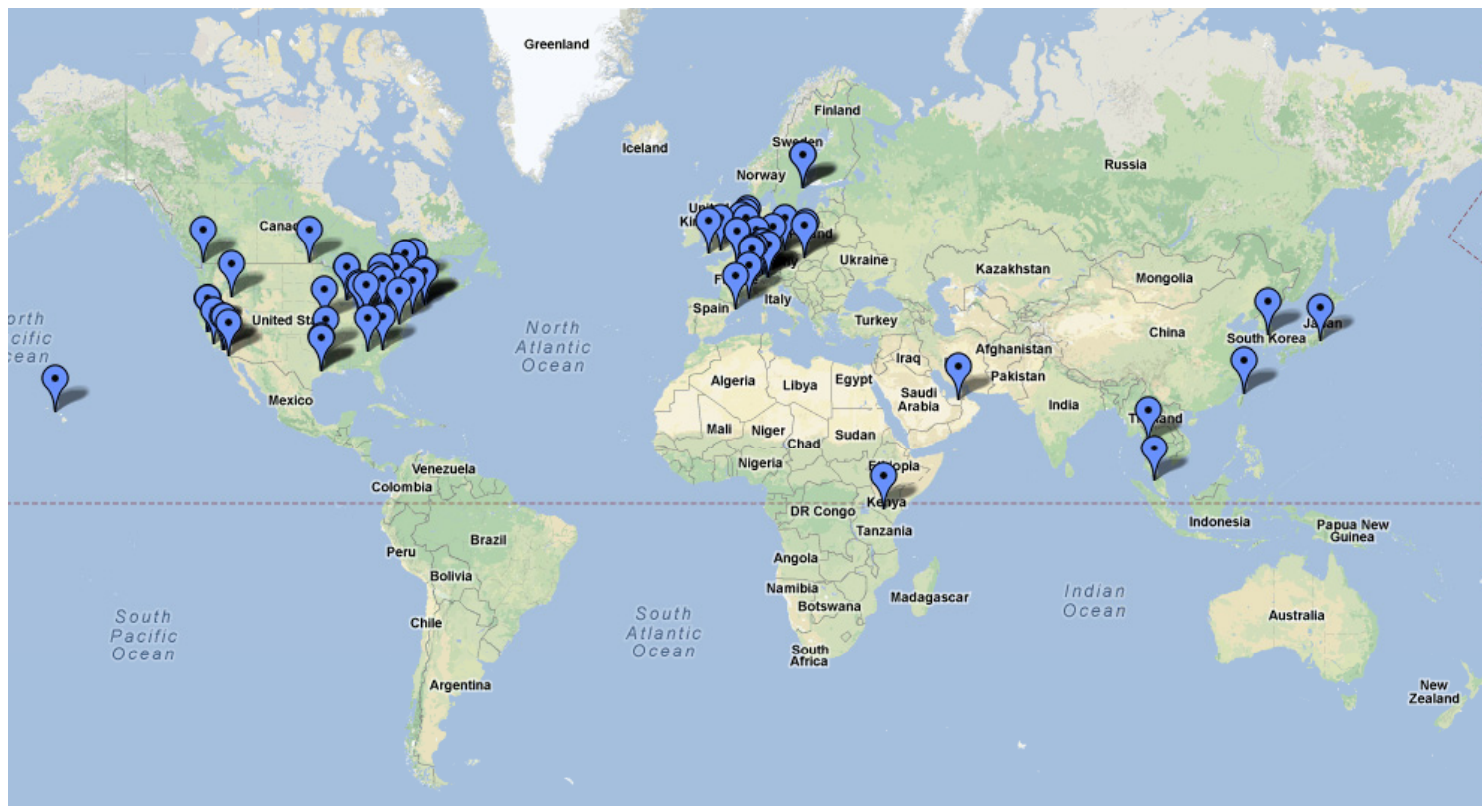 Greenland
Finland
Iceland
Sweden
Russia
Norway
Canada
Ukraine
Kazakhstan
Mongolia
Italy
Spain
Turkey
United Sta
North
Atlantic
Ocean
China
South Korea
Afghanistan
Iraq
Pakistan
Algeria
Libya
Egypt
Saudi
Arabia
India
Mexico
Mali
Niger
Chad
Sudan
Nigeria
Ethiopia
Venezuela
Colombia
Kenya
DR Congo
Tanzania
Indonesia
Papua New
Guinea
Brazil
Peru
Angola
Bolivia
Namibia
Botswana
Madagascar
Indian
Ocean
Australia
Chile
South
Pacific
Ocean
South
Atlantic
Ocean
South
Africa
Argentina
New
Zealand